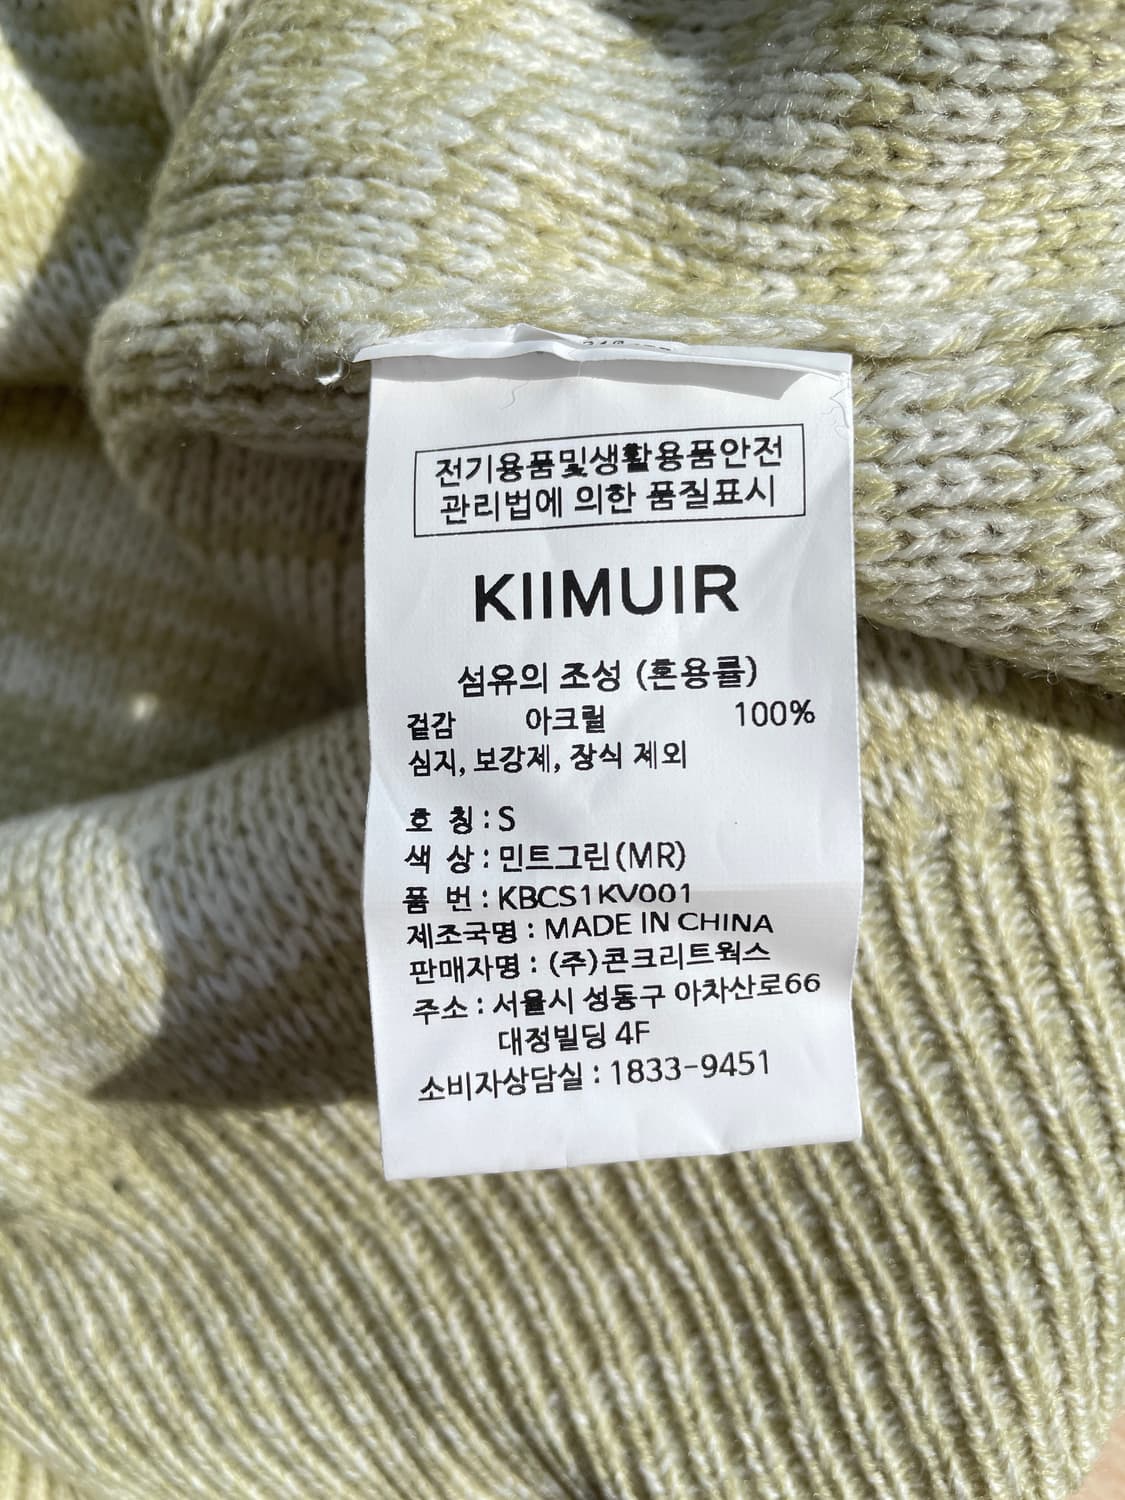 전기용품및생활용품안전
관리법에 의한 품질표시
KIIMUIR
섬유의 조성 (혼용률)
겉감 아크릴 100%
심지, 보강제, 장식 제외
호 칭 : S
색 상 : 민트그린(MR)
품 번 : KBCS1KV001
제조국명 : MADE IN CHINA
판매자명 : (주)콘크리트웍스
주소 : 서울시 성동구 아차산로66
대정빌딩 4F
소비자상담실 : 1833-9451